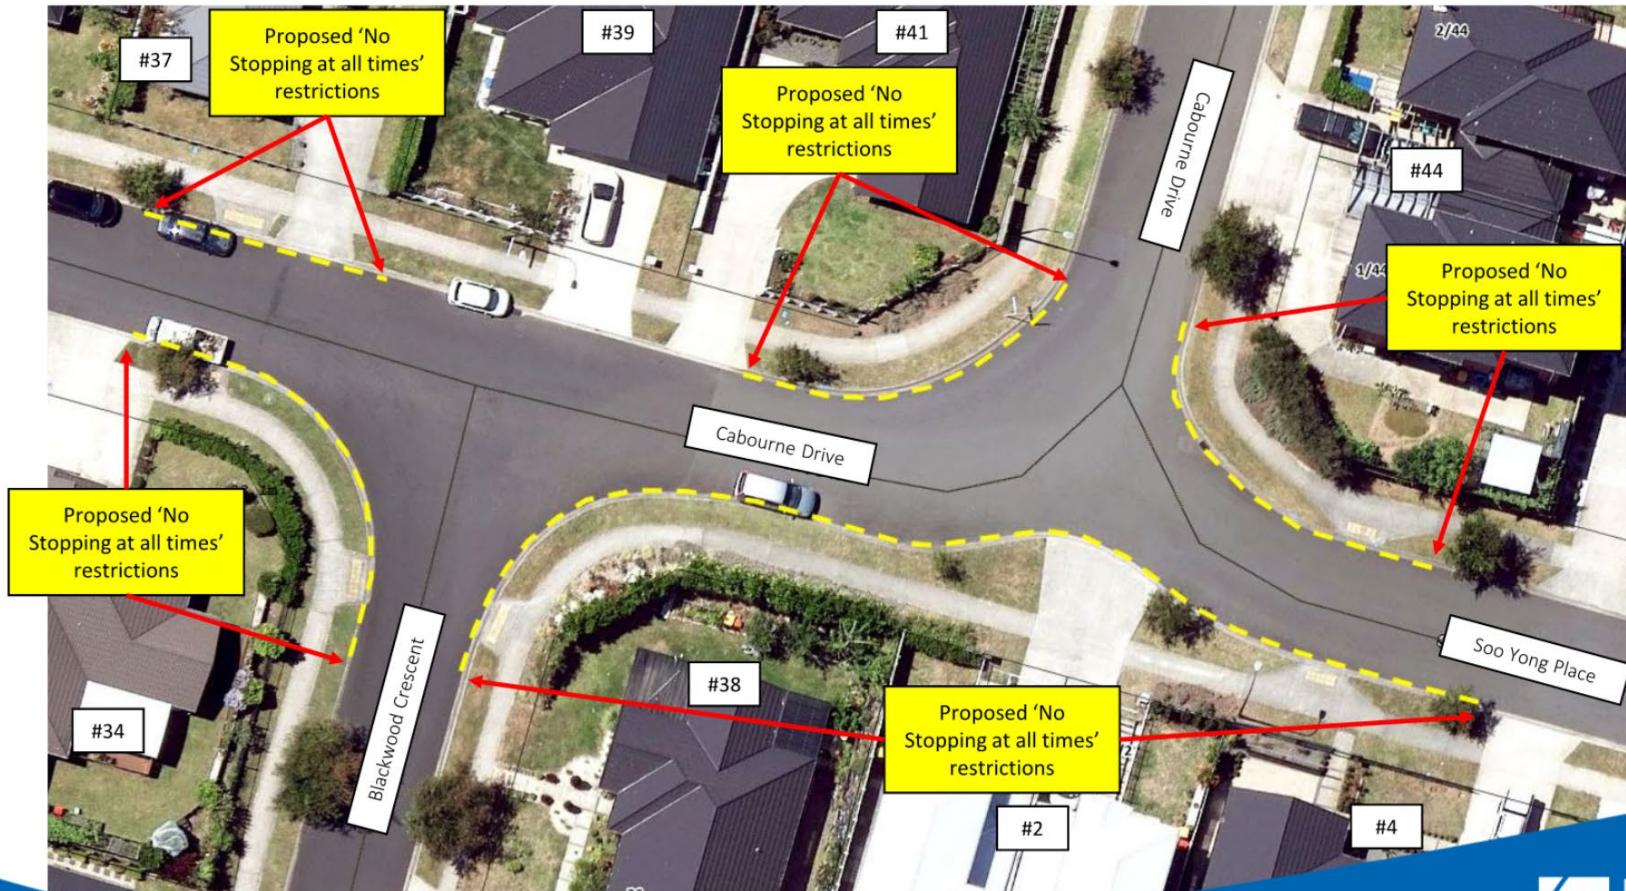 #37
Proposed ‘No
Stopping at all times’
restrictions
#39
#41
Proposed ‘No
Stopping at all times’
restrictions
Cabourne Drive
2/44
#44
1/44
Proposed ‘No
Stopping at all times’
restrictions
Cabourne Drive
Proposed ‘No
Stopping at all times’
restrictions
Blackwood Crescent
#34
#38
Proposed ‘No
Stopping at all times’
restrictions
Soo Yong Place
#2
#4